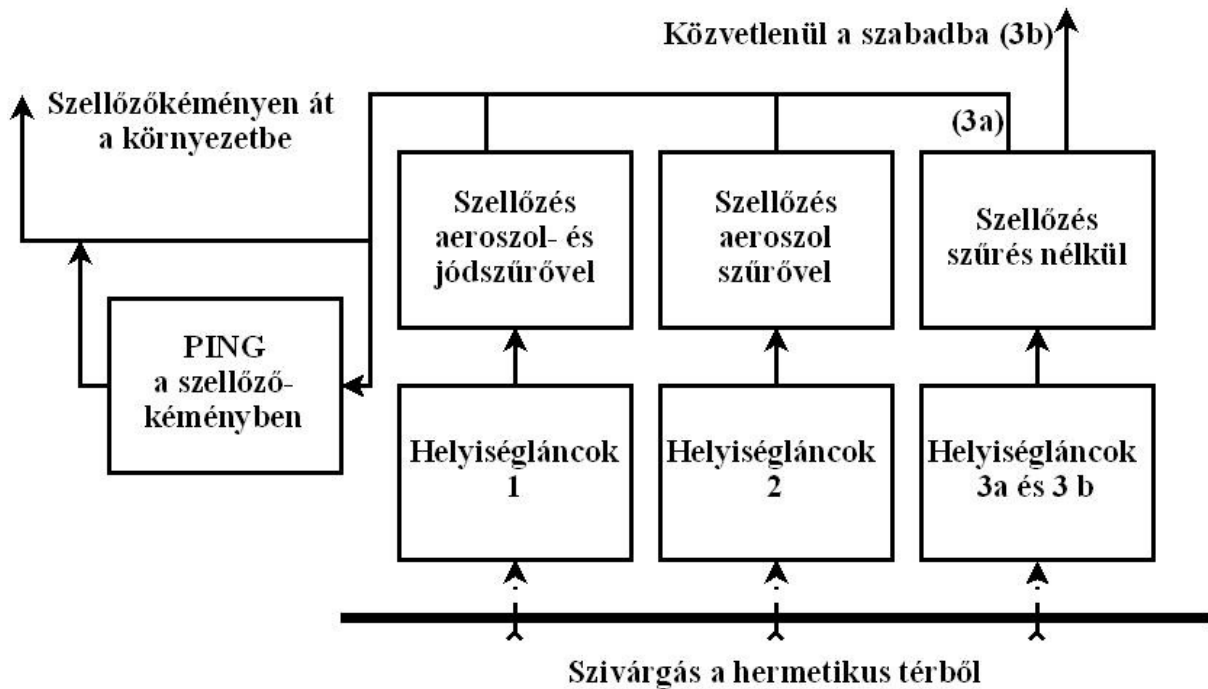 Közvetlenül a szabadba (3b)
Szellőzőkéményen át
a környezetbe
(3a)
Szellőzés
aeroszol- és
jódszűrővel
Szellőzés
aeroszol
szűrővel
Szellőzés
szűrés nélkül
PING
a szellőző-
kéményben
Helyiségláncok
1
Helyiségláncok
2
Helyiségláncok
3a és 3 b
Szivárgás a hermetikus térből